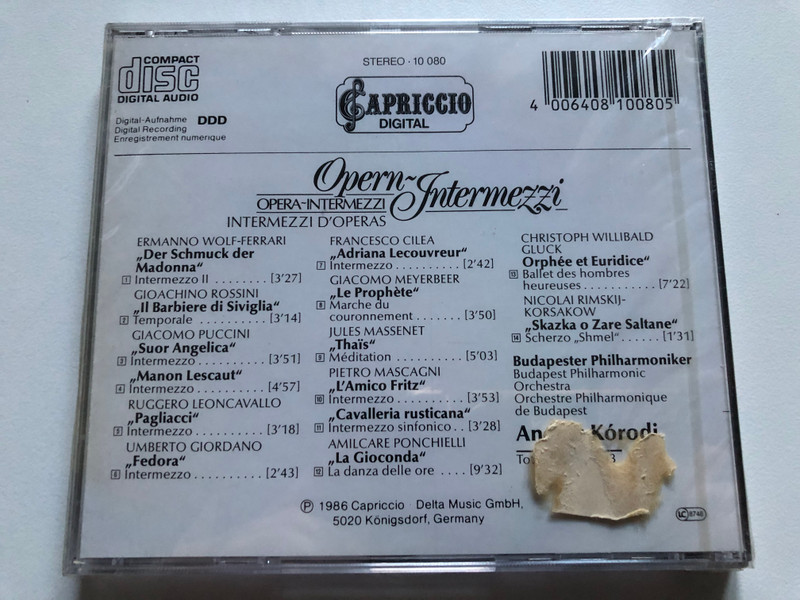 COMPACT
disc
DIGITAL AUDIO
Digital-Aufnahme
Digital Recording DDD
Enregistrement numerique
STEREO · 10 080
CAPRICCIO
DIGITAL
4 006408 100805
Opern-Intermezzi
OPERA-INTERMEZZI
INTERMEZZI D'OPERAS
ERMANNO WOLF-FERRARI
„Der Schmuck der
Madonna“
1 Intermezzo II ........ [3'27]
GIOACHINO ROSSINI
„Il Barbiere di Siviglia“
2 Temporale .......... [3'14]
GIACOMO PUCCINI
„Suor Angelica“
3 Intermezzo .......... [3'51]
„Manon Lescaut“
4 Intermezzo .......... [4'57]
RUGGERO LEONCAVALLO
„Pagliacci“
5 Intermezzo .......... [3'18]
UMBERTO GIORDANO
„Fedora“
6 Intermezzo .......... [2'43]
FRANCESCO CILEA
„Adriana Lecouvreur“
7 Intermezzo .......... [2'42]
GIACOMO MEYERBEER
„Le Prophète“
8 Marche du
couronnement ....... [3'50]
JULES MASSENET
„Thaïs“
9 Méditation .......... [5'03]
PIETRO MASCAGNI
„L'Amico Fritz“
10 Intermezzo .......... [3'53]
„Cavalleria rusticana“
11 Intermezzo sinfonico .. [3'28]
AMILCARE PONCHIELLI
„La Gioconda“
12 La danza delle ore .... [9'32]
CHRISTOPH WILLIBALD
GLUCK
Orphée et Euridice“
13 Ballet des hombres
heureuses ........... [7'22]
NICOLAI RIMSKIJ-
KORSAKOW
„Skazka o Zare Saltane“
14 Scherzo „Shmel“ ...... [1'31]
Budapester Philharmoniker
Budapest Philharmonic
Orchestra
Orchestre Philharmonique
de Budapest
Kórodi
℗ 1986 Capriccio Delta Music GmbH,
5020 Königsdorf, Germany
LC 8748